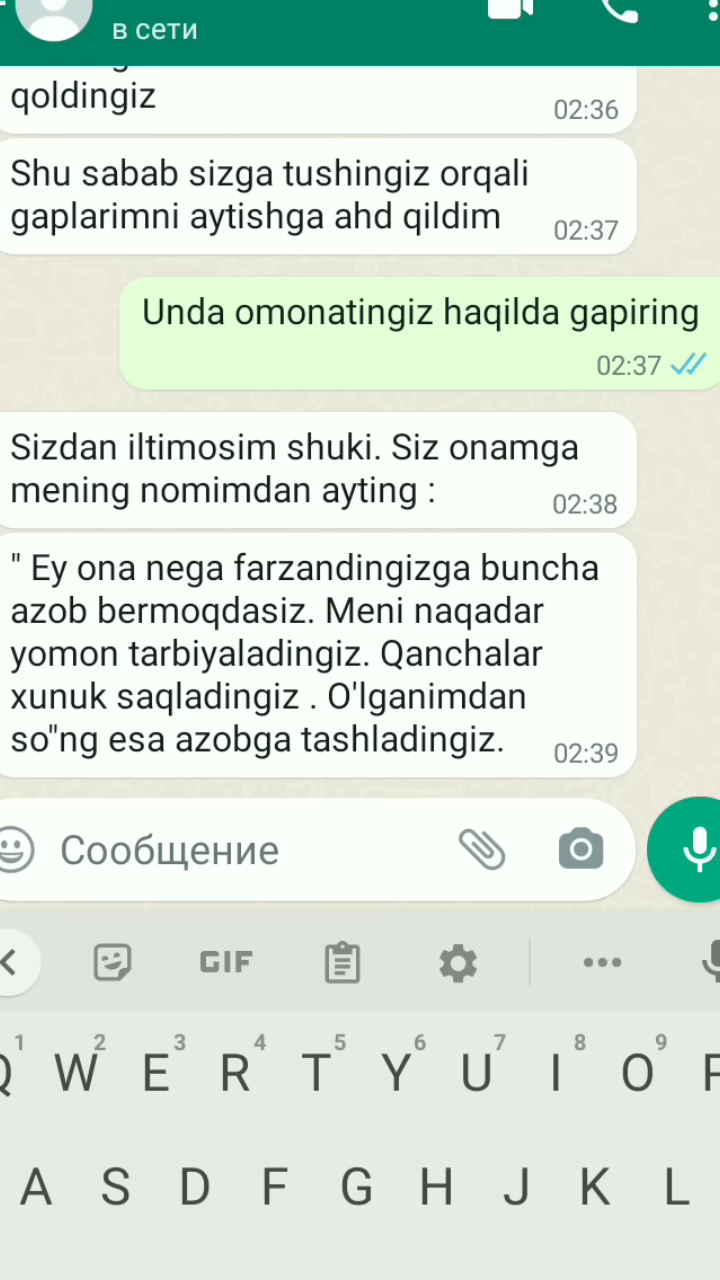 в сети
qoldingiz
02:36
Shu sabab sizga tushingiz orqali
gaplarimni aytishga ahd qildim
02:37
Unda omonatingiz haqilda gapiring
02:37
Sizdan iltimosim shuki. Siz onamga
mening nomimdan ayting :
02:38
" Ey ona nega farzandingizga buncha
azob bermoqdasiz. Meni naqadar
yomon tarbiyaladingiz. Qanchalar
xunuk saqladingiz . O'lganimdan
so"ng esa azobga tashladingiz.
02:39
Сообщение
GIF
1 2 3 4 5 6 7 8 9
Q W E R T Y U I O P
A S D F G H J K L